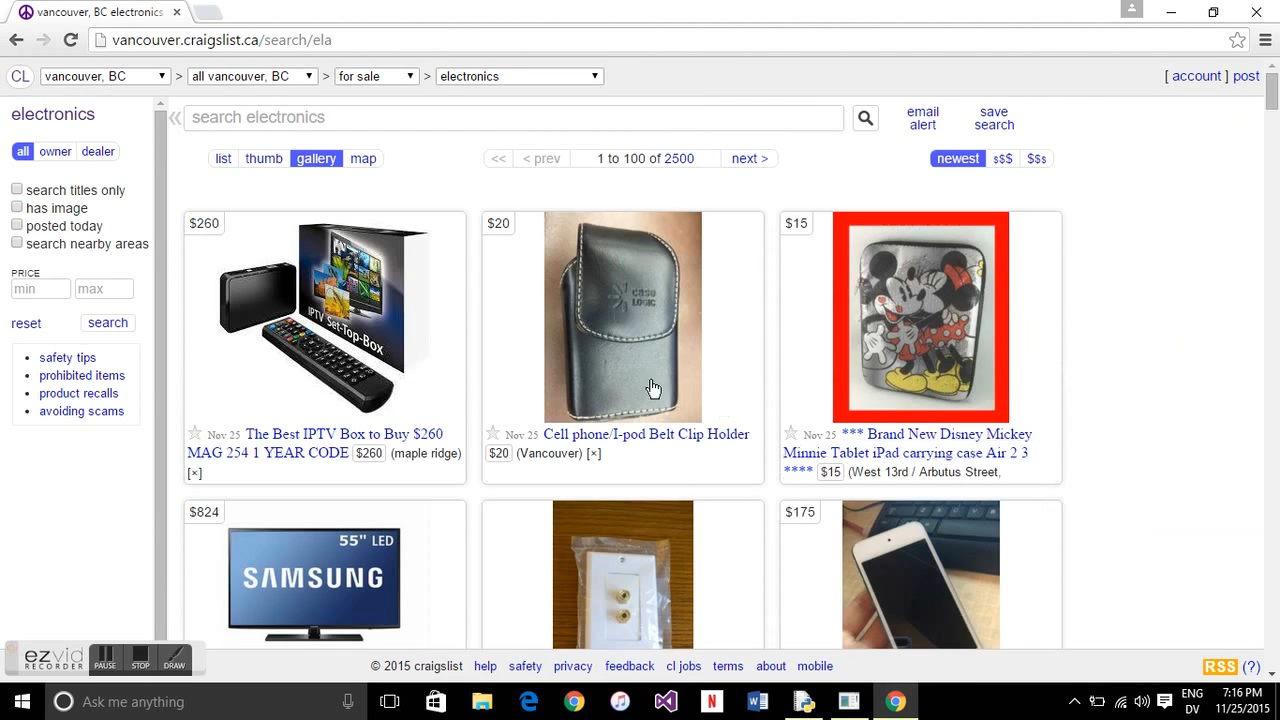 vancouver, BC electronics
vancouver.craigslist.ca/search/ela
CL vancouver, BC > all vancouver, BC > for sale > electronics [ account ] post
electronics
all owner dealer
search titles only
has image
posted today
search nearby areas
PRICE
min max
reset search
safety tips
prohibited items
product recalls
avoiding scams
search electronics
email alert
save search
list thumb gallery map
<< < prev 1 to 100 of 2500 next >
newest $$$ $$$
$260
IPTV Set-Top-Box
Nov 25 The Best IPTV Box to Buy $260
MAG 254 1 YEAR CODE $260 (maple ridge)
[×]
$20
case LOGIC
Nov 25 Cell phone/I-pod Belt Clip Holder
$20 (Vancouver) [×]
$15
Nov 25 *** Brand New Disney Mickey
Minnie Tablet iPad carrying case Air 2 3
**** $15 (West 13rd / Arbutus Street,
$824
55" LED
SAMSUNG
$175
ezvid
RECORDER
PAUSE STOP DRAW
© 2015 craigslist help safety privacy feedback cl jobs terms about mobile
RSS (?)
Ask me anything
ENG
DV
7:16 PM
11/25/2015